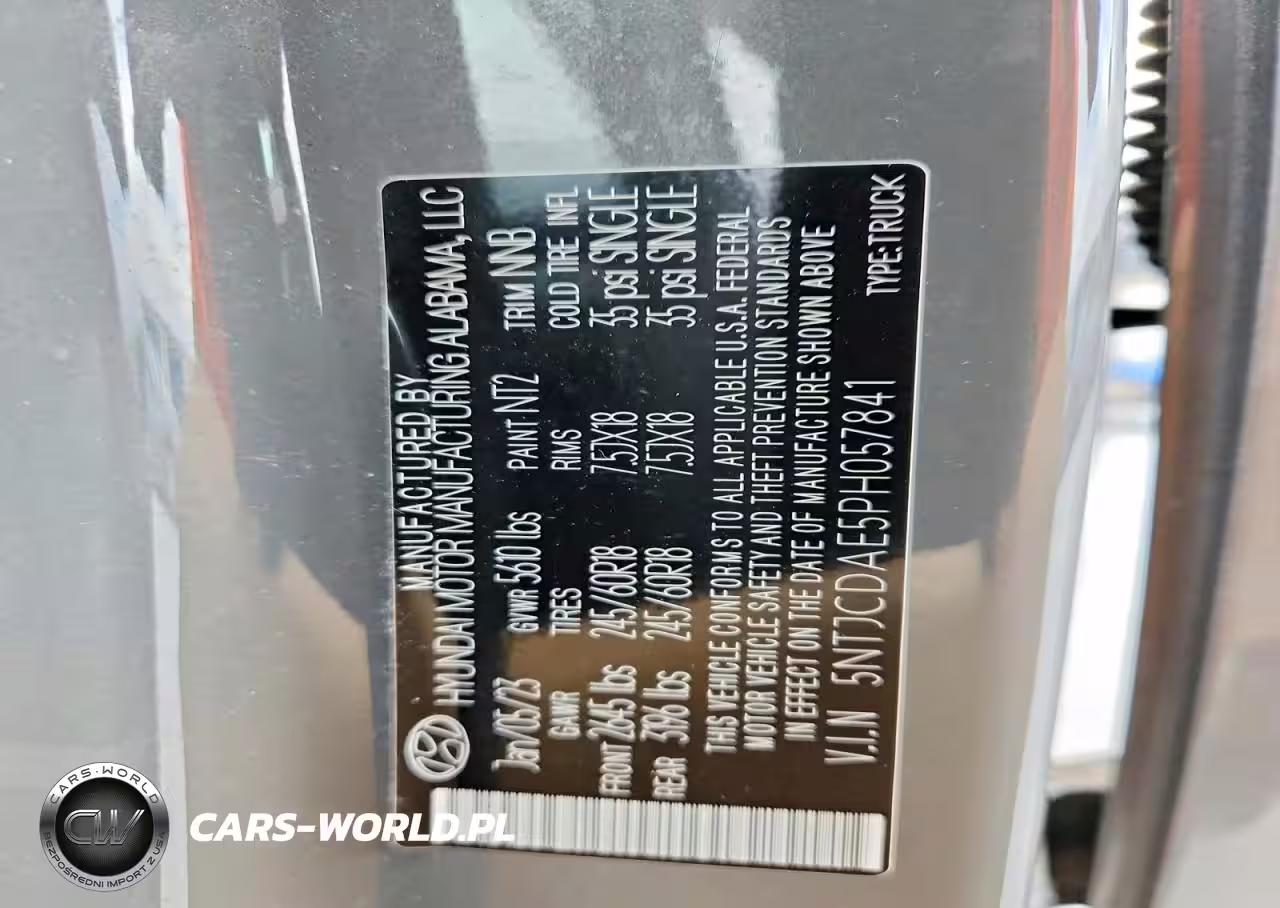 MANUFACTURED BY
HYUNDAI MOTOR MANUFACTURING ALABAMA, LLC
Jan/05/23 GVWR 5610 lbs PAINT NT2 TRIM NNB
GAWR TIRES RIMS COLD TIRE INFL
FRONT 2645 lbs 245/60R18 7.5JX18 35 psi SINGLE
REAR 3196 lbs 245/60R18 7.5JX18 35 psi SINGLE
THIS VEHICLE CONFORMS TO ALL APPLICABLE U.S.A. FEDERAL
MOTOR VEHICLE SAFETY AND THEFT PREVENTION STANDARDS
IN EFFECT ON THE DATE OF MANUFACTURE SHOWN ABOVE
V.I.N 5NTJCDAE5PH057841 TYPE:TRUCK
CARS-WORLD
CW
BEZPOŚREDNI IMPORT Z USA
CARS-WORLD.PL